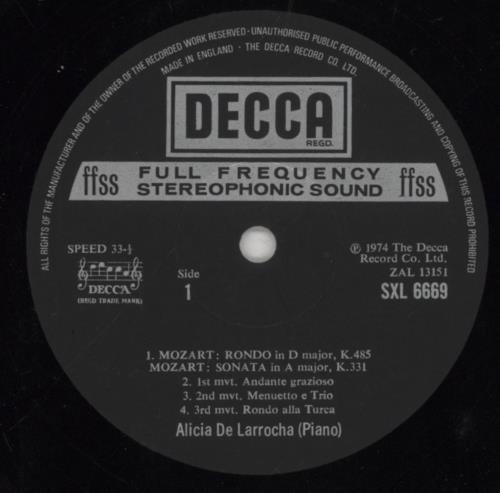 ALL RIGHTS OF THE MANUFACTURER AND OF THE OWNER OF THE RECORDED WORK RESERVED · UNAUTHORISED PUBLIC PERFORMANCE BROADCASTING AND COPYING OF THIS RECORD PROHIBITED
MADE IN ENGLAND · THE DECCA RECORD CO. LTD.
DECCA
REGD.
ffss FULL FREQUENCY STEREOPHONIC SOUND ffss
SPEED 33-⅓
DECCA
(REGD TRADE MARK)
Side
1
Ⓟ 1974 The Decca
Record Co. Ltd.
ZAL 13151
SXL 6669
1. MOZART: RONDO in D major, K.485
MOZART: SONATA in A major, K.331
2. 1st mvt. Andante grazioso
3. 2nd mvt. Menuetto e Trio
4. 3rd mvt. Rondo alla Turca
Alicia De Larrocha (Piano)